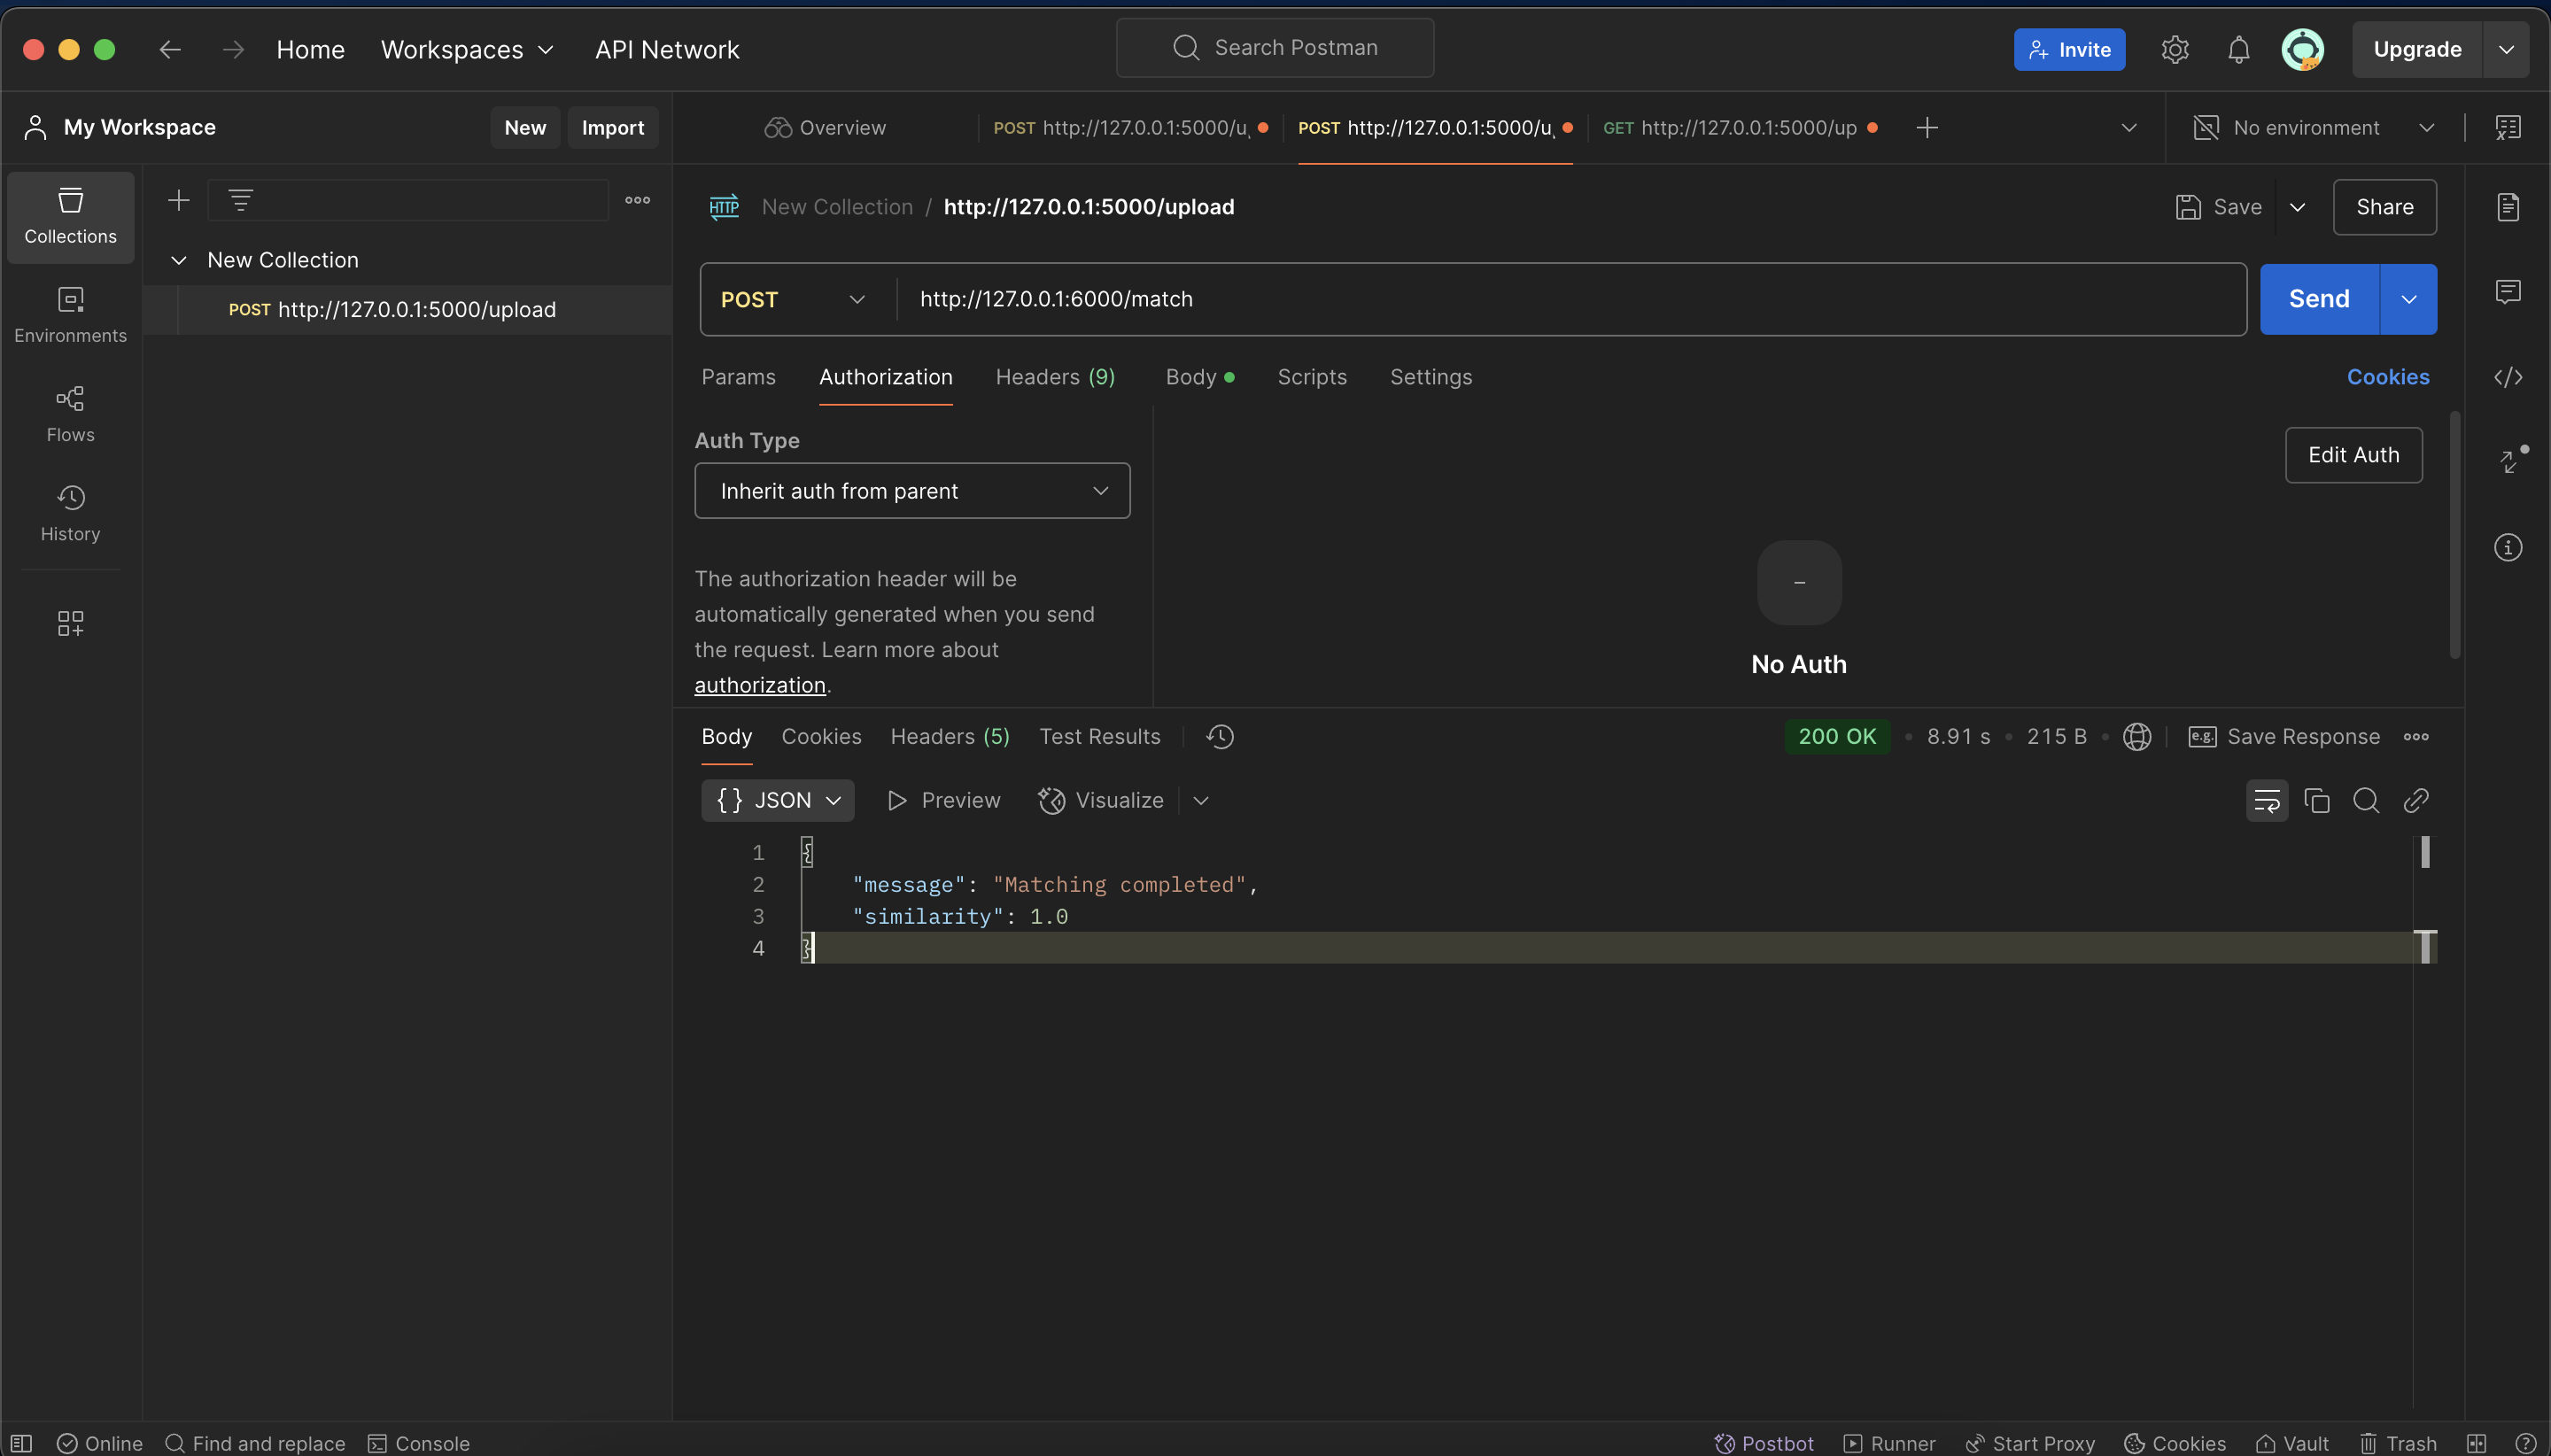 Home Workspaces API Network Search Postman Invite Upgrade
My Workspace New Import Overview POST http://127.0.0.1:5000/u POST http://127.0.0.1:5000/u GET http://127.0.0.1:5000/up No environment
Collections
Environments
Flows
History
New Collection
POST http://127.0.0.1:5000/upload
HTTP New Collection / http://127.0.0.1:5000/upload Save Share
POST http://127.0.0.1:6000/match Send
Params Authorization Headers (9) Body Scripts Settings Cookies
Auth Type
Inherit auth from parent
The authorization header will be
automatically generated when you send
the request. Learn more about
authorization.
Edit Auth
No Auth
Body Cookies Headers (5) Test Results 200 OK • 8.91 s • 215 B • e.g. Save Response
{} JSON Preview Visualize
1 {
2 "message": "Matching completed",
3 "similarity": 1.0
4 }
Online Find and replace Console Postbot Runner Start Proxy Cookies Vault Trash